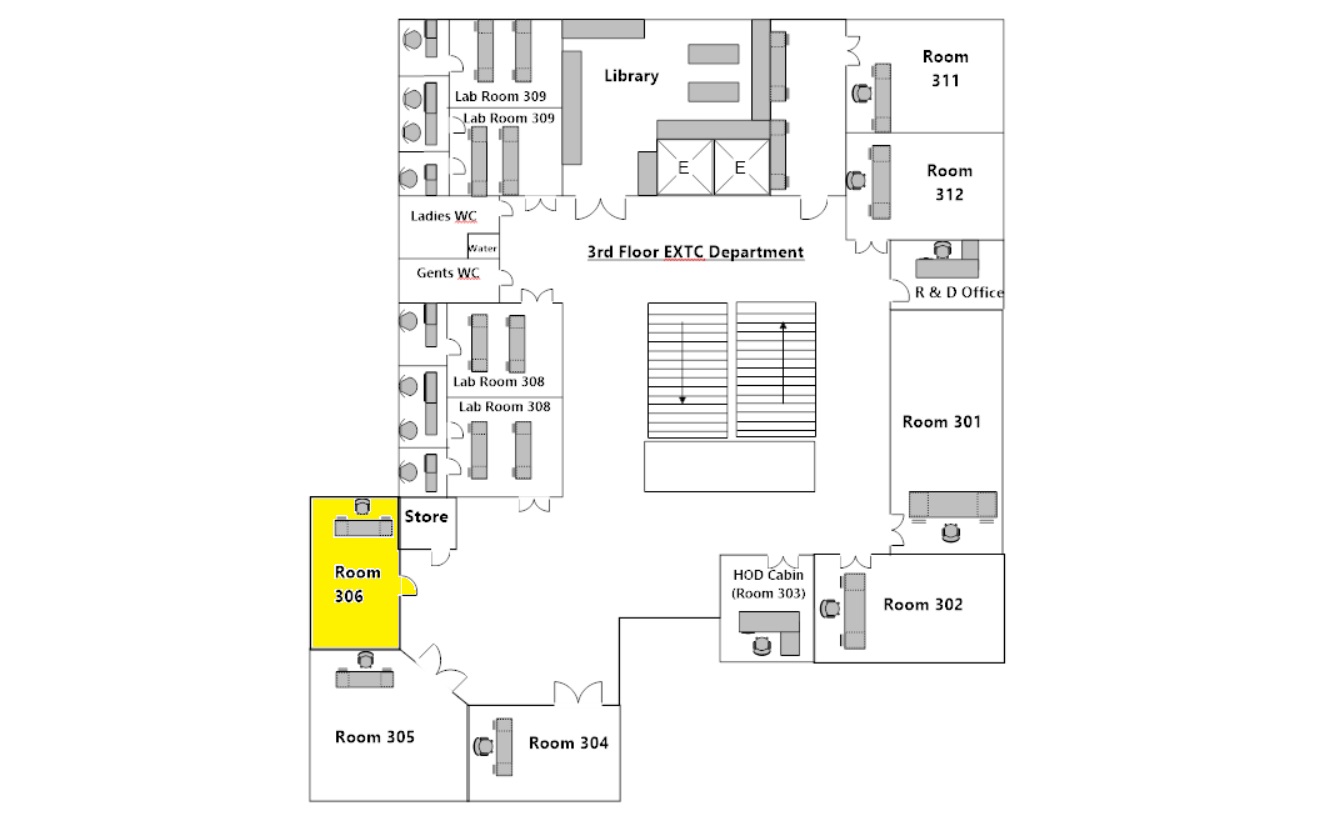 Room
311
Library
Lab Room 309
Lab Room 309
E
E
Room
312
Ladies WC
Water
Gents WC
3rd Floor EXTC Department
R & D Office
Lab Room 308
Lab Room 308
Room 301
Store
Room
306
HOD Cabin
(Room 303)
Room 302
Room 305
Room 304